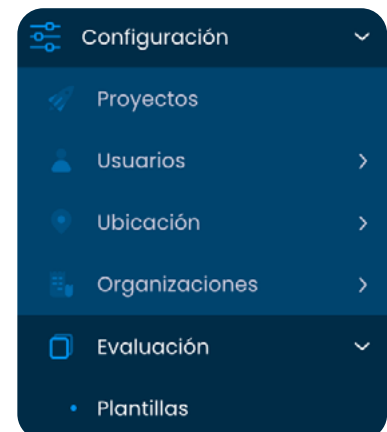 Configuración
Proyectos
Usuarios
Ubicación
Organizaciones
Evaluación
Plantillas